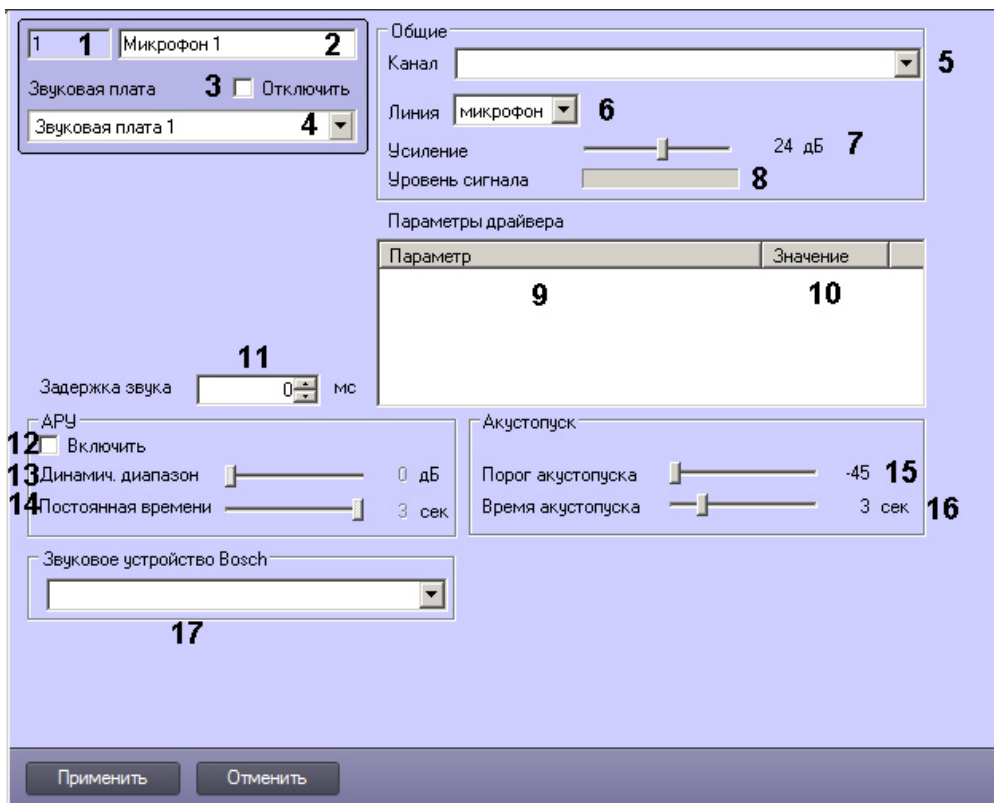 1 1 Микрофон 1 2
Звуковая плата 3 Отключить
Звуковая плата 1 4
Общие
Канал 5
Линия микрофон 6
Усиление 24 дБ 7
Уровень сигнала 8
Параметры драйвера
Параметр Значение
9 10
11
Задержка звука 0 мс
АРУ
12 Включить
13 Динамич. диапазон 0 дБ
14 Постоянная времени 3 сек
Акустопуск
Порог акустопуска -45 15
Время акустопуска 3 сек 16
Звуковое устройство Bosch
17
Применить Отменить